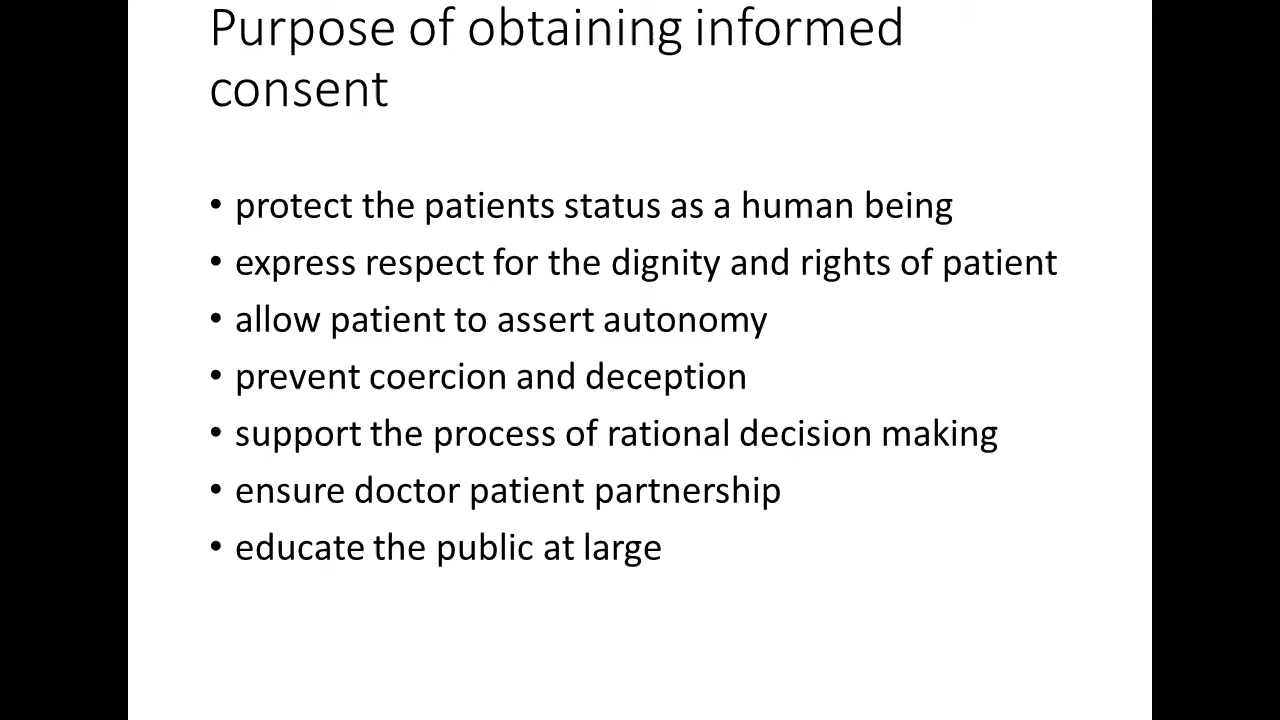 Purpose of obtaining informed
consent
• protect the patients status as a human being
• express respect for the dignity and rights of patient
• allow patient to assert autonomy
• prevent coercion and deception
• support the process of rational decision making
• ensure doctor patient partnership
• educate the public at large